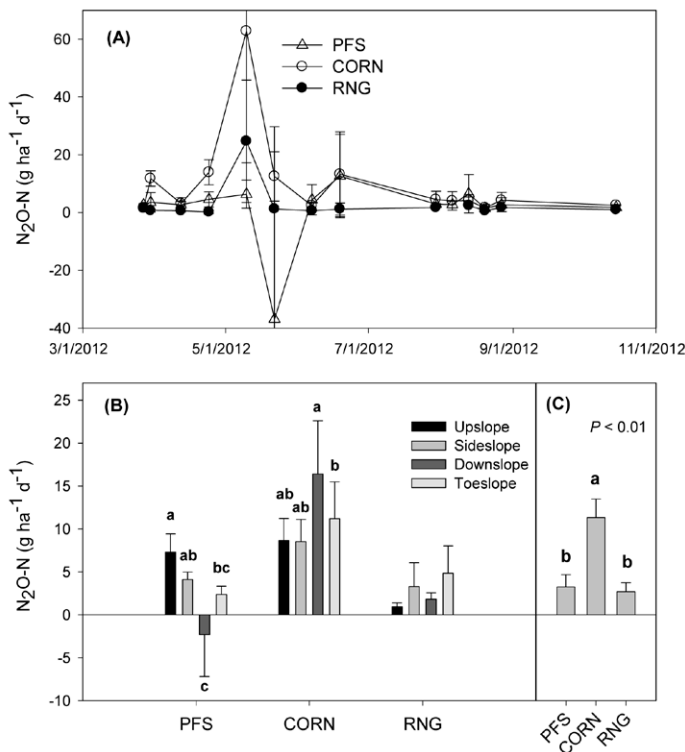 (A)
PFS
CORN
RNG
N₂O–N (g ha⁻¹ d⁻¹)
60
40
20
0
-20
-40
3/1/2012 5/1/2012 7/1/2012 9/1/2012 11/1/2012
(B)
Upslope
Sideslope
Downslope
Toeslope
N₂O–N (g ha⁻¹ d⁻¹)
25
20
15
10
5
0
-5
-10
a
ab
c
bc
ab
ab
a
b
PFS CORN RNG
(C)
P < 0.01
b
a
b
PFS
CORN
RNG